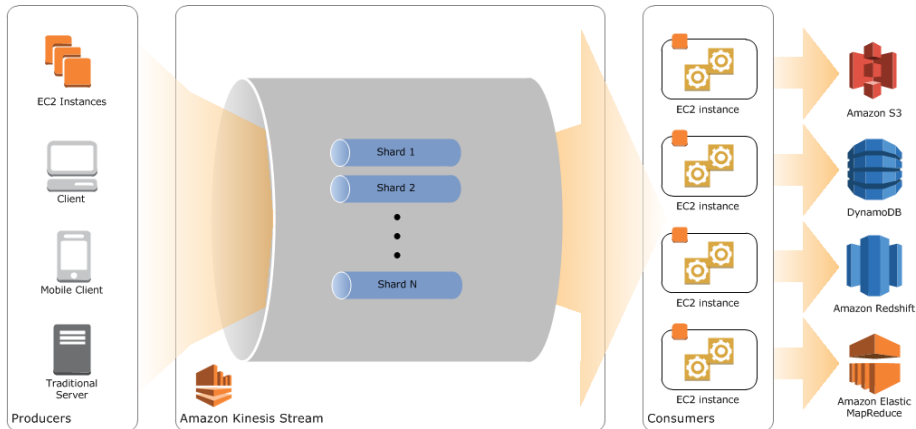 EC2 Instances
Client
Mobile Client
Traditional
Server
Producers
Shard 1
Shard 2
Shard N
Amazon Kinesis Stream
EC2 instance
EC2 instance
EC2 instance
EC2 instance
Consumers
Amazon S3
DynamoDB
Amazon Redshift
Amazon Elastic
MapReduce